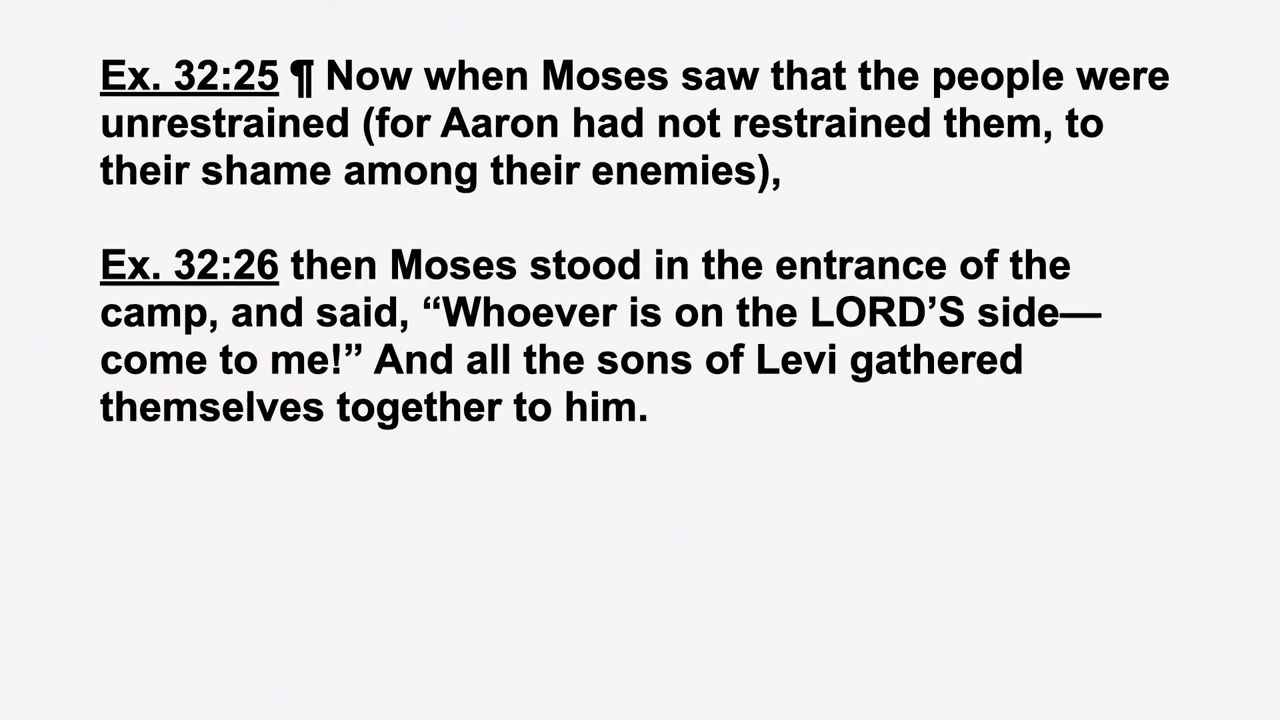 Ex. 32:25 ¶ Now when Moses saw that the people were
unrestrained (for Aaron had not restrained them, to
their shame among their enemies),
Ex. 32:26 then Moses stood in the entrance of the
camp, and said, “Whoever is on the LORD’S side—
come to me!” And all the sons of Levi gathered
themselves together to him.